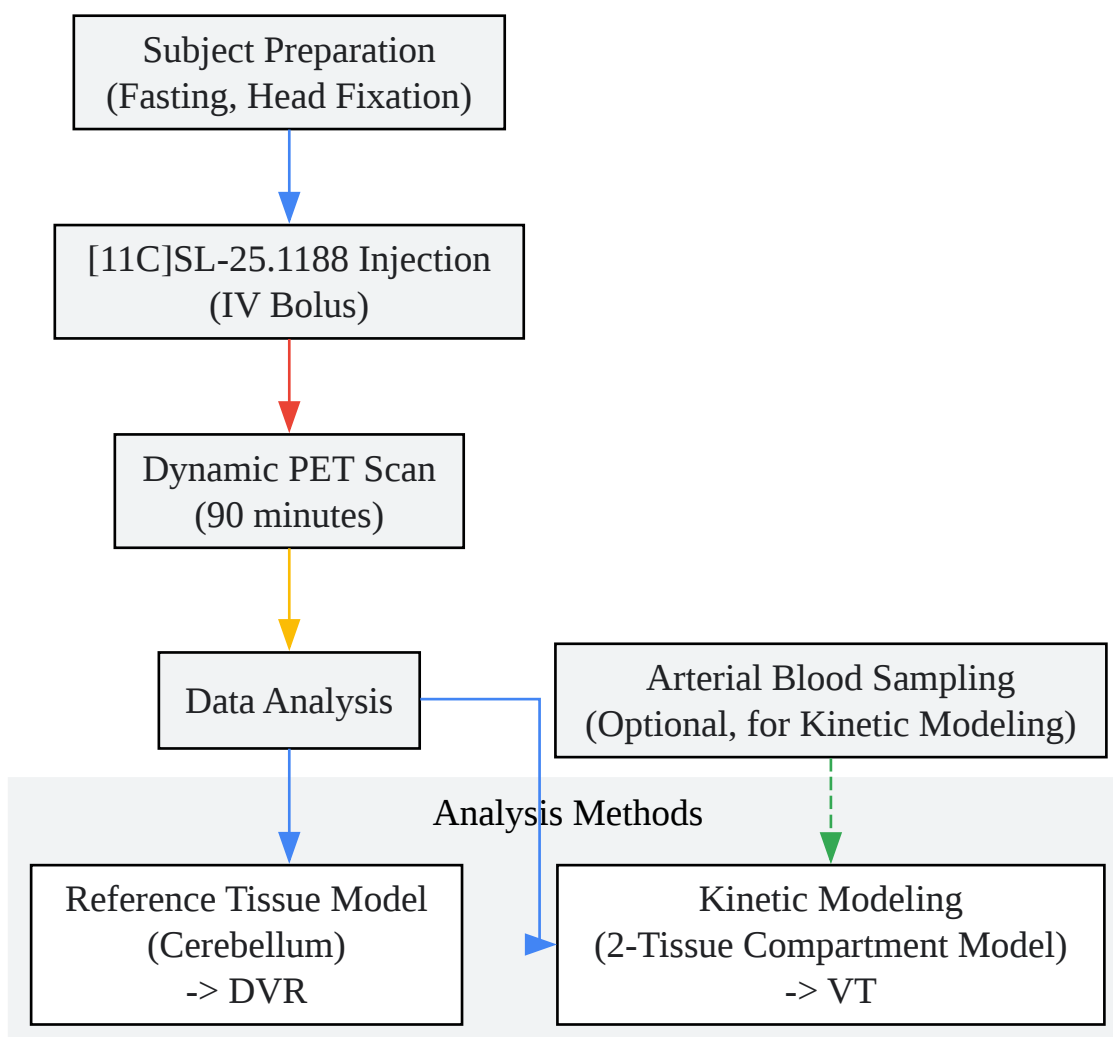 Subject Preparation
(Fasting, Head Fixation)
[11C]SL-25.1188 Injection
(IV Bolus)
Dynamic PET Scan
(90 minutes)
Data Analysis
Arterial Blood Sampling
(Optional, for Kinetic Modeling)
Analysis Methods
Reference Tissue Model
(Cerebellum)
-> DVR
Kinetic Modeling
(2-Tissue Compartment Model)
-> VT